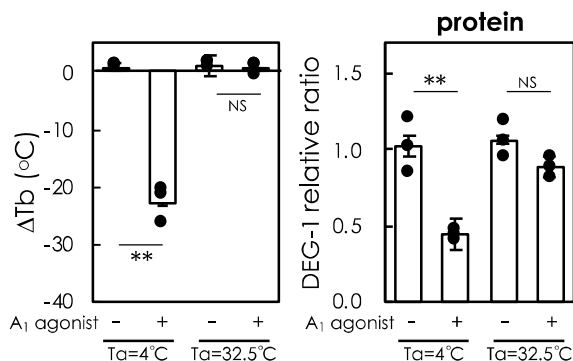 protein
ΔTb (°C)
0
-10
-20
-30
-40
**
NS
A₁ agonist - + - +
Ta=4°C Ta=32.5°C
DEG-1 relative ratio
1.5
1.0
0.5
0.0
**
NS
A₁ agonist - + - +
Ta=4°C Ta=32.5°C